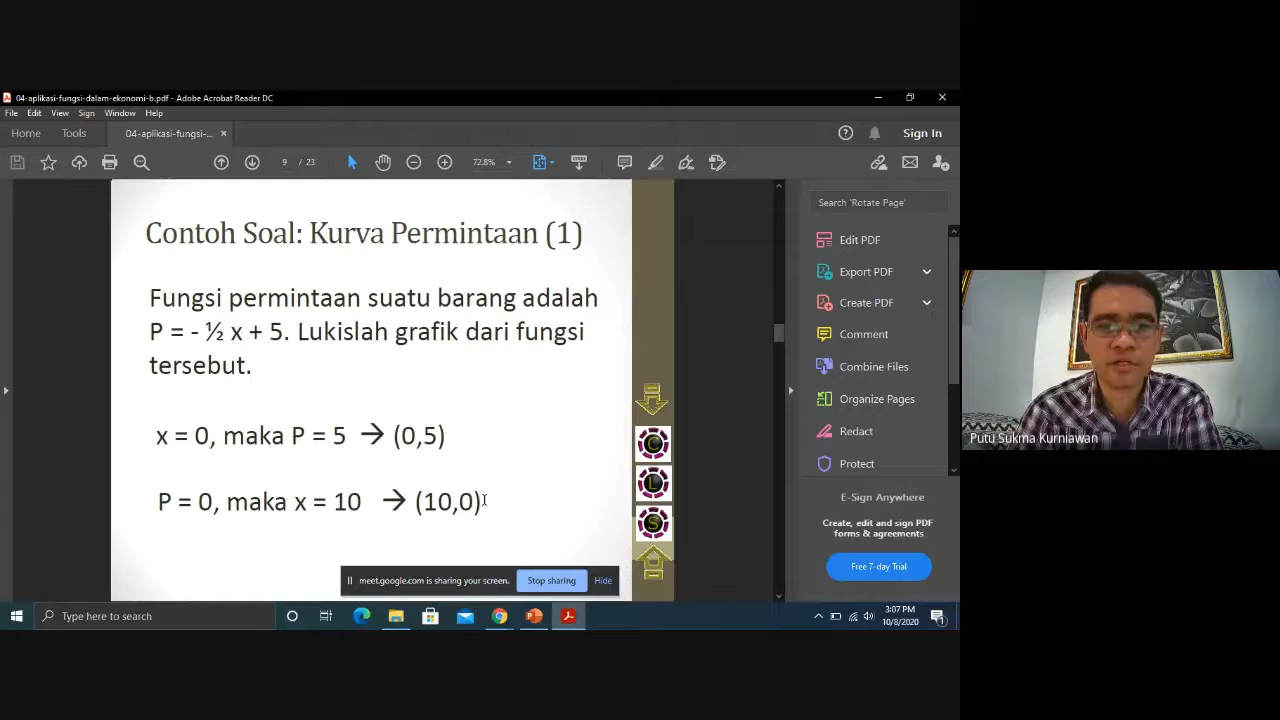 04-aplikasi-fungsi-dalam-ekonomi-b.pdf - Adobe Acrobat Reader DC
File Edit View Sign Window Help
Home Tools 04-aplikasi-fungsi-... × Sign In
9 / 23 72.8%
Contoh Soal: Kurva Permintaan (1)
Fungsi permintaan suatu barang adalah
P = - ½ x + 5. Lukislah grafik dari fungsi
tersebut.
x = 0, maka P = 5 → (0,5)
P = 0, maka x = 10 → (10,0)
C
L
S
Search 'Rotate Page'
Edit PDF
Export PDF
Create PDF
Comment
Combine Files
Organize Pages
Redact
Protect
E-Sign Anywhere
Create, edit and sign PDF
forms & agreements
Free 7-day Trial
Putu Sukma Kurniawan
meet.google.com is sharing your screen. Stop sharing Hide
Type here to search
3:07 PM
10/8/2020
1